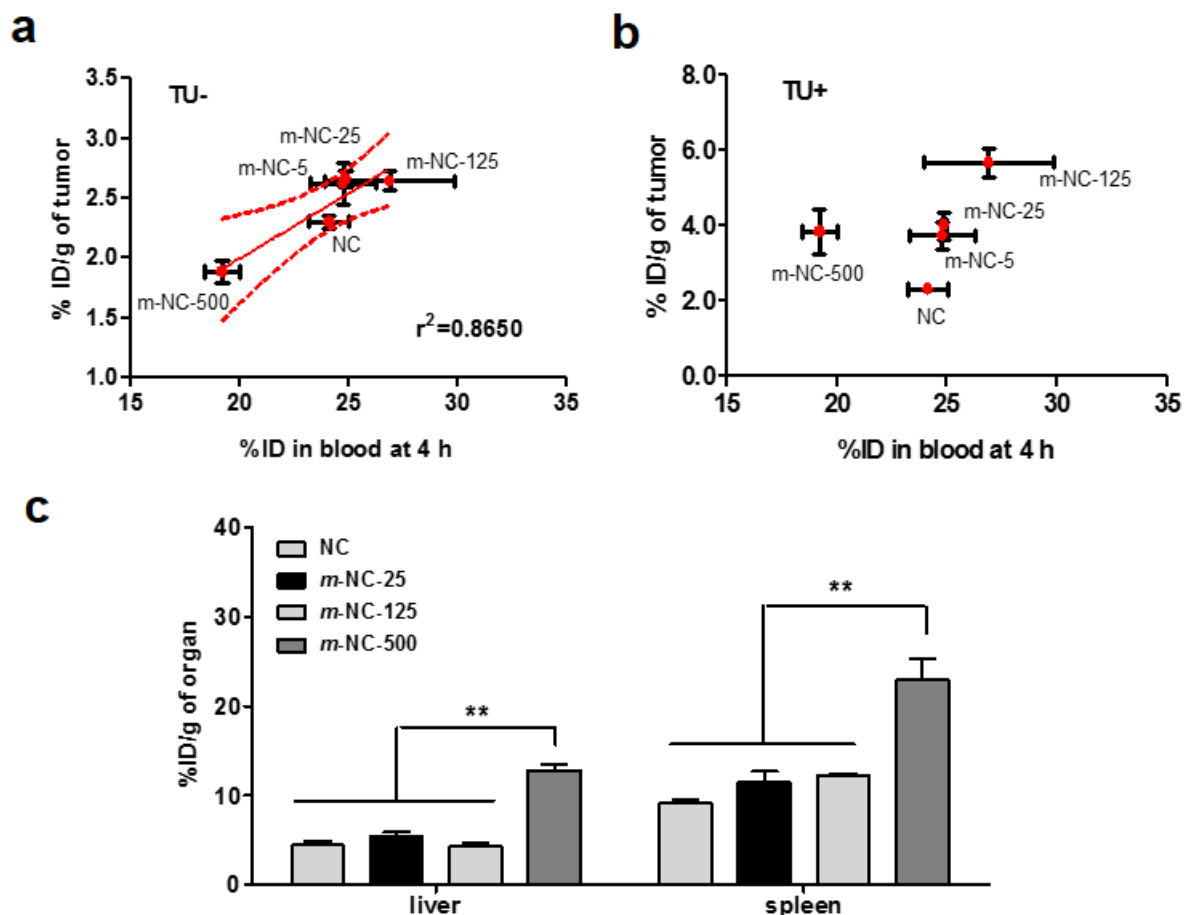 a
3.5
3.0
2.5
2.0
1.5
1.0
% ID/g of tumor
TU-
m-NC-25
m-NC-5
m-NC-125
NC
m-NC-500
r²=0.8650
15
20
25
30
35
%ID in blood at 4 h
b
8.0
6.0
4.0
2.0
0.0
% ID/g of tumor
TU+
m-NC-125
m-NC-25
m-NC-500
m-NC-5
NC
15
20
25
30
35
%ID in blood at 4 h
c
40
30
20
10
0
%ID/g of organ
NC
m-NC-25
m-NC-125
m-NC-500
**
**
liver
spleen